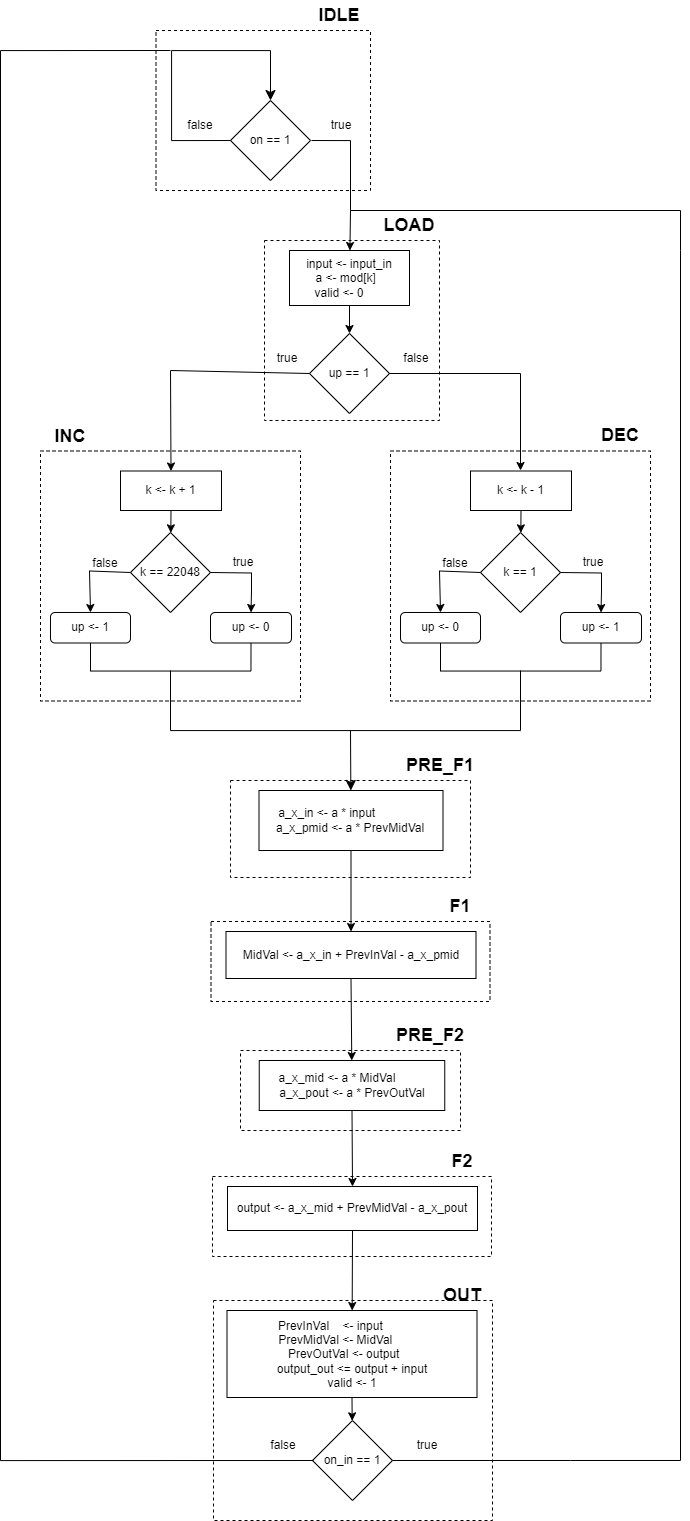 IDLE
false
true
on == 1
LOAD
input <- input_in
a <- mod[k]
valid <- 0
true
false
up == 1
INC
DEC
k <- k + 1
k <- k - 1
false
true
false
true
k == 22048
k == 1
up <- 1
up <- 0
up <- 0
up <- 1
PRE_F1
a_x_in <- a * input
a_x_pmid <- a * PrevMidVal
F1
MidVal <- a_x_in + PrevInVal - a_x_pmid
PRE_F2
a_x_mid <- a * MidVal
a_x_pout <- a * PrevOutVal
F2
output <- a_x_mid + PrevMidVal - a_x_pout
OUT
PrevInVal <- input
PrevMidVal <- MidVal
PrevOutVal <- output
output_out <= output + input
valid <- 1
false
true
on_in == 1